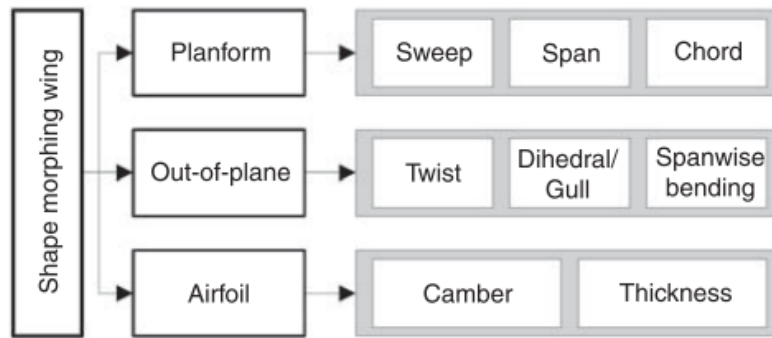 Shape morphing wing
Planform
Sweep
Span
Chord
Out-of-plane
Twist
Dihedral/
Gull
Spanwise
bending
Airfoil
Camber
Thickness